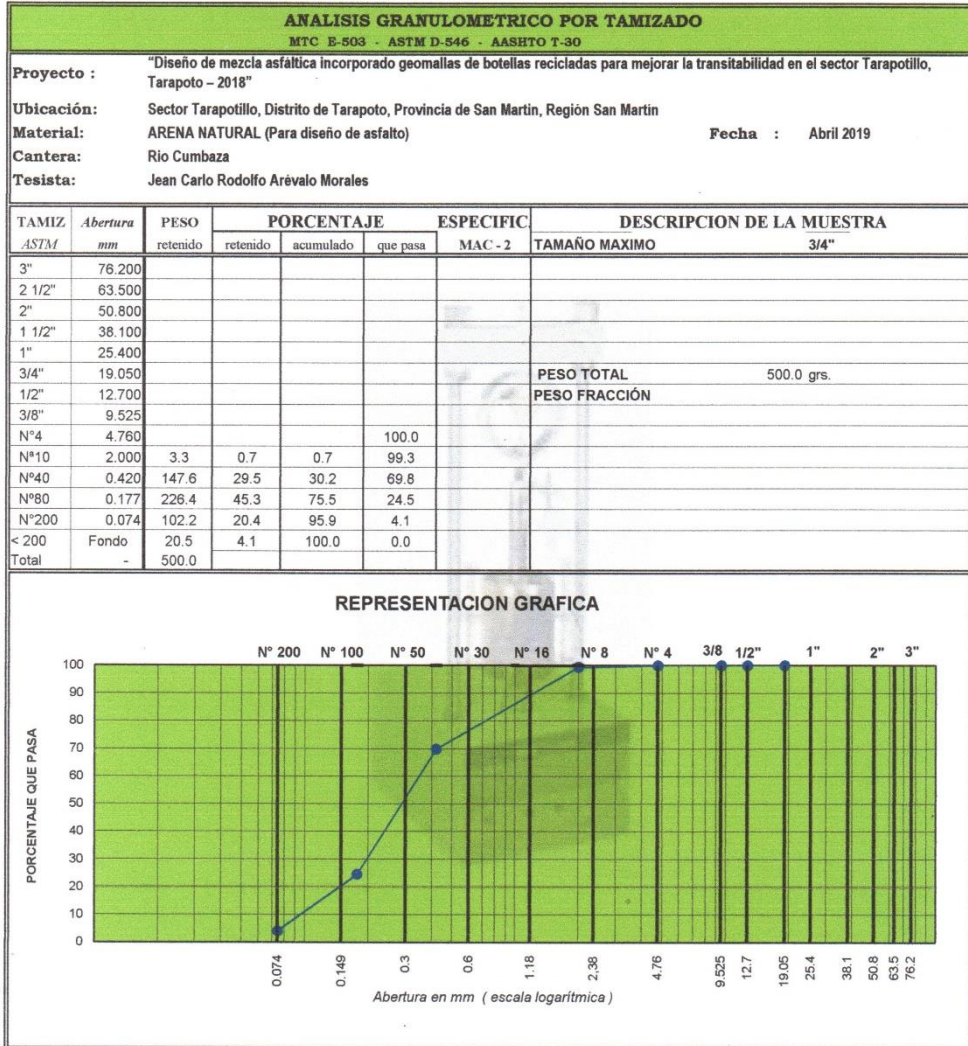 ANALISIS GRANULOMETRICO POR TAMIZADO
MTC E-503 - ASTM D-546 - AASHTO T-30
Proyecto : "Diseño de mezcla asfáltica incorporado geomallas de botellas recicladas para mejorar la transitabilidad en el sector Tarapotillo,
Tarapoto – 2018"
Ubicación: Sector Tarapotillo, Distrito de Tarapoto, Provincia de San Martin, Región San Martin
Material: ARENA NATURAL (Para diseño de asfalto) Fecha : Abril 2019
Cantera: Rio Cumbaza
Tesista: Jean Carlo Rodolfo Arévalo Morales
TAMIZ Abertura PESO PORCENTAJE ESPECIFIC. DESCRIPCION DE LA MUESTRA
ASTM mm retenido retenido acumulado que pasa MAC - 2 TAMAÑO MAXIMO 3/4"
3" 76.200
2 1/2" 63.500
2" 50.800
1 1/2" 38.100
1" 25.400
3/4" 19.050 PESO TOTAL 500.0 grs.
1/2" 12.700 PESO FRACCIÓN
3/8" 9.525
N°4 4.760 100.0
Nª10 2.000 3.3 0.7 0.7 99.3
Nº40 0.420 147.6 29.5 30.2 69.8
Nº80 0.177 226.4 45.3 75.5 24.5
N°200 0.074 102.2 20.4 95.9 4.1
< 200 Fondo 20.5 4.1 100.0 0.0
Total - 500.0
REPRESENTACION GRAFICA
N° 200 N° 100 N° 50 N° 30 N° 16 N° 8 N° 4 3/8 1/2" 1" 2" 3"
100
90
80
70
60
50
40
30
20
10
0
PORCENTAJE QUE PASA
0.074 0.149 0.3 0.6 1.18 2.38 4.76 9.525 12.7 19.05 25.4 38.1 50.8 63.5 76.2
Abertura en mm ( escala logarítmica )